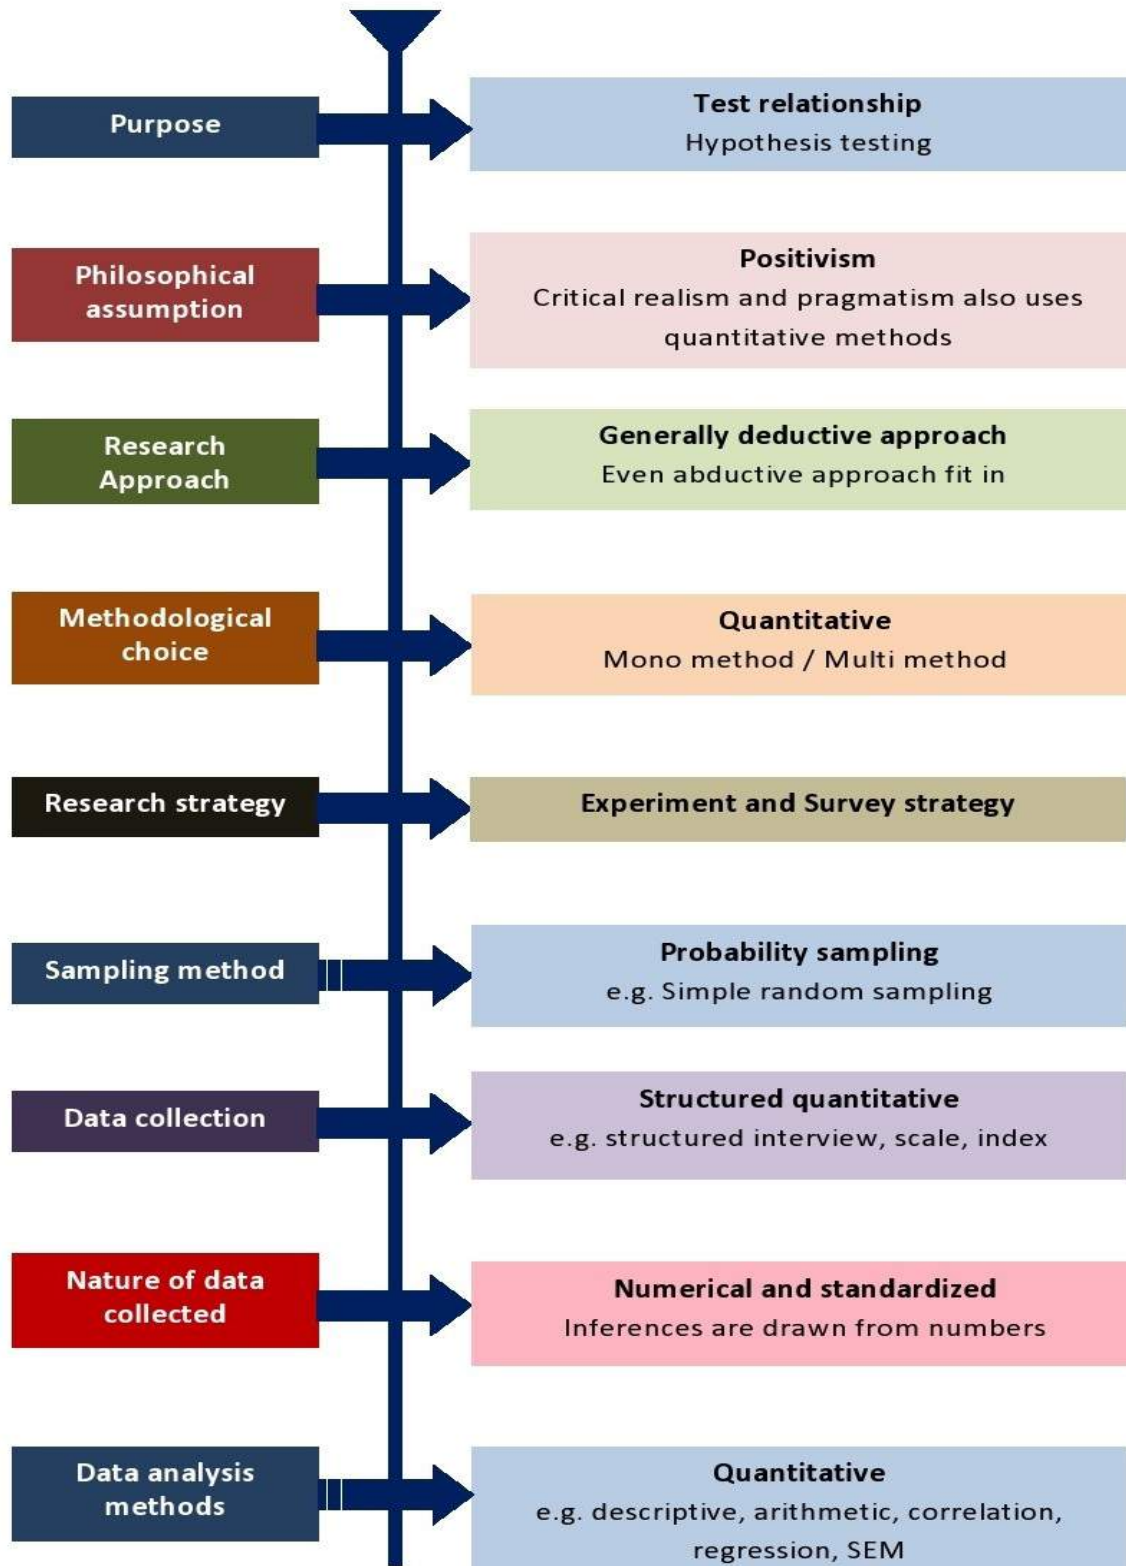 Purpose
Test relationship
Hypothesis testing
Philosophical
assumption
Positivism
Critical realism and pragmatism also uses
quantitative methods
Research
Approach
Generally deductive approach
Even abductive approach fit in
Methodological
choice
Quantitative
Mono method / Multi method
Research strategy
Experiment and Survey strategy
Sampling method
Probability sampling
e.g. Simple random sampling
Data collection
Structured quantitative
e.g. structured interview, scale, index
Nature of data
collected
Numerical and standardized
Inferences are drawn from numbers
Data analysis
methods
Quantitative
e.g. descriptive, arithmetic, correlation,
regression, SEM